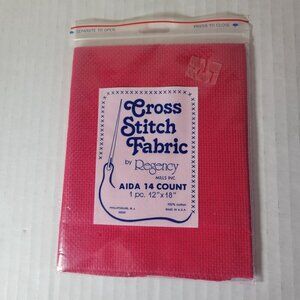 SEPARATE TO OPEN
PRESS TO CLOSE
Cross
Stitch
Fabric
by Regency
MILLS INC.
AIDA 14 COUNT
1 pc. 12"x18"
PHILLIPSBURG, N.J.
100% cotton
MADE IN U.S.A.